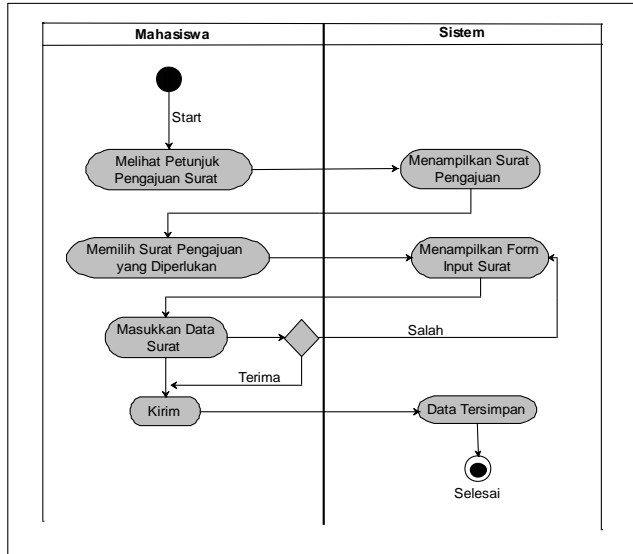 Mahasiswa
Sistem
Start
Melihat Petunjuk
Pengajuan Surat
Menampilkan Surat
Pengajuan
Memilih Surat Pengajuan
yang Diperlukan
Menampilkan Form
Input Surat
Masukkan Data
Surat
Salah
Terima
Kirim
Data Tersimpan
Selesai